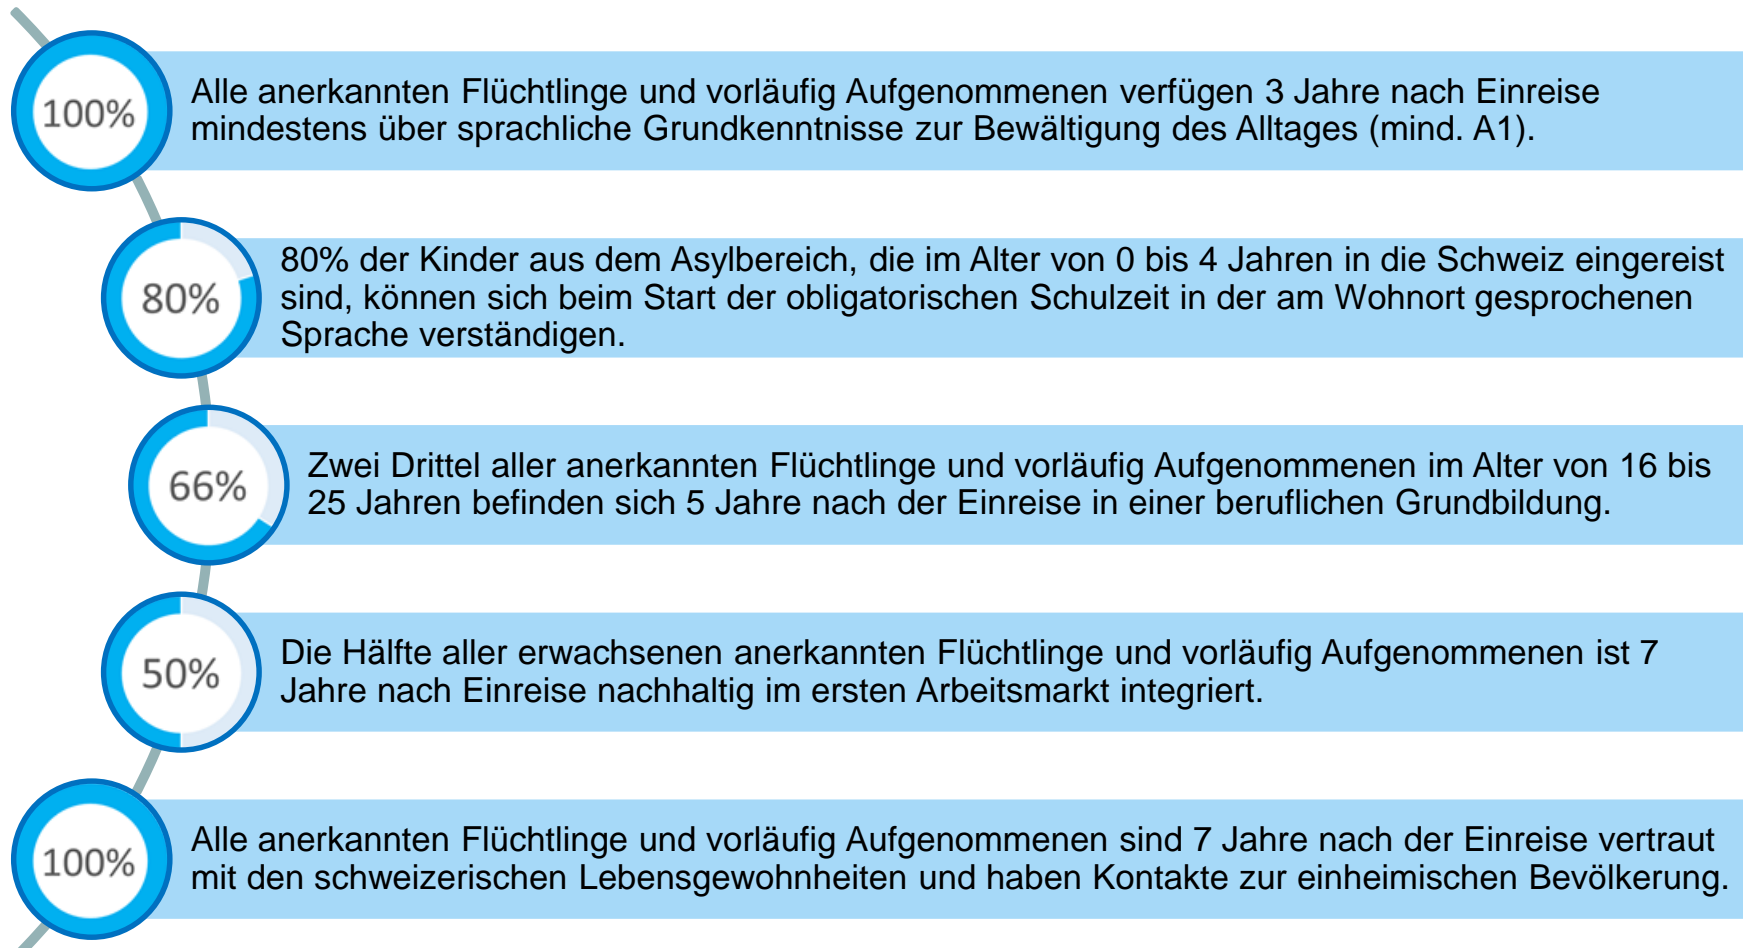 100%
Alle anerkannten Flüchtlinge und vorläufig Aufgenommenen verfügen 3 Jahre nach Einreise
mindestens über sprachliche Grundkenntnisse zur Bewältigung des Alltages (mind. A1).
80%
80% der Kinder aus dem Asylbereich, die im Alter von 0 bis 4 Jahren in die Schweiz eingereist
sind, können sich beim Start der obligatorischen Schulzeit in der am Wohnort gesprochenen
Sprache verständigen.
66%
Zwei Drittel aller anerkannten Flüchtlinge und vorläufig Aufgenommenen im Alter von 16 bis
25 Jahren befinden sich 5 Jahre nach der Einreise in einer beruflichen Grundbildung.
50%
Die Hälfte aller erwachsenen anerkannten Flüchtlinge und vorläufig Aufgenommenen ist 7
Jahre nach Einreise nachhaltig im ersten Arbeitsmarkt integriert.
100%
Alle anerkannten Flüchtlinge und vorläufig Aufgenommenen sind 7 Jahre nach der Einreise vertraut
mit den schweizerischen Lebensgewohnheiten und haben Kontakte zur einheimischen Bevölkerung.